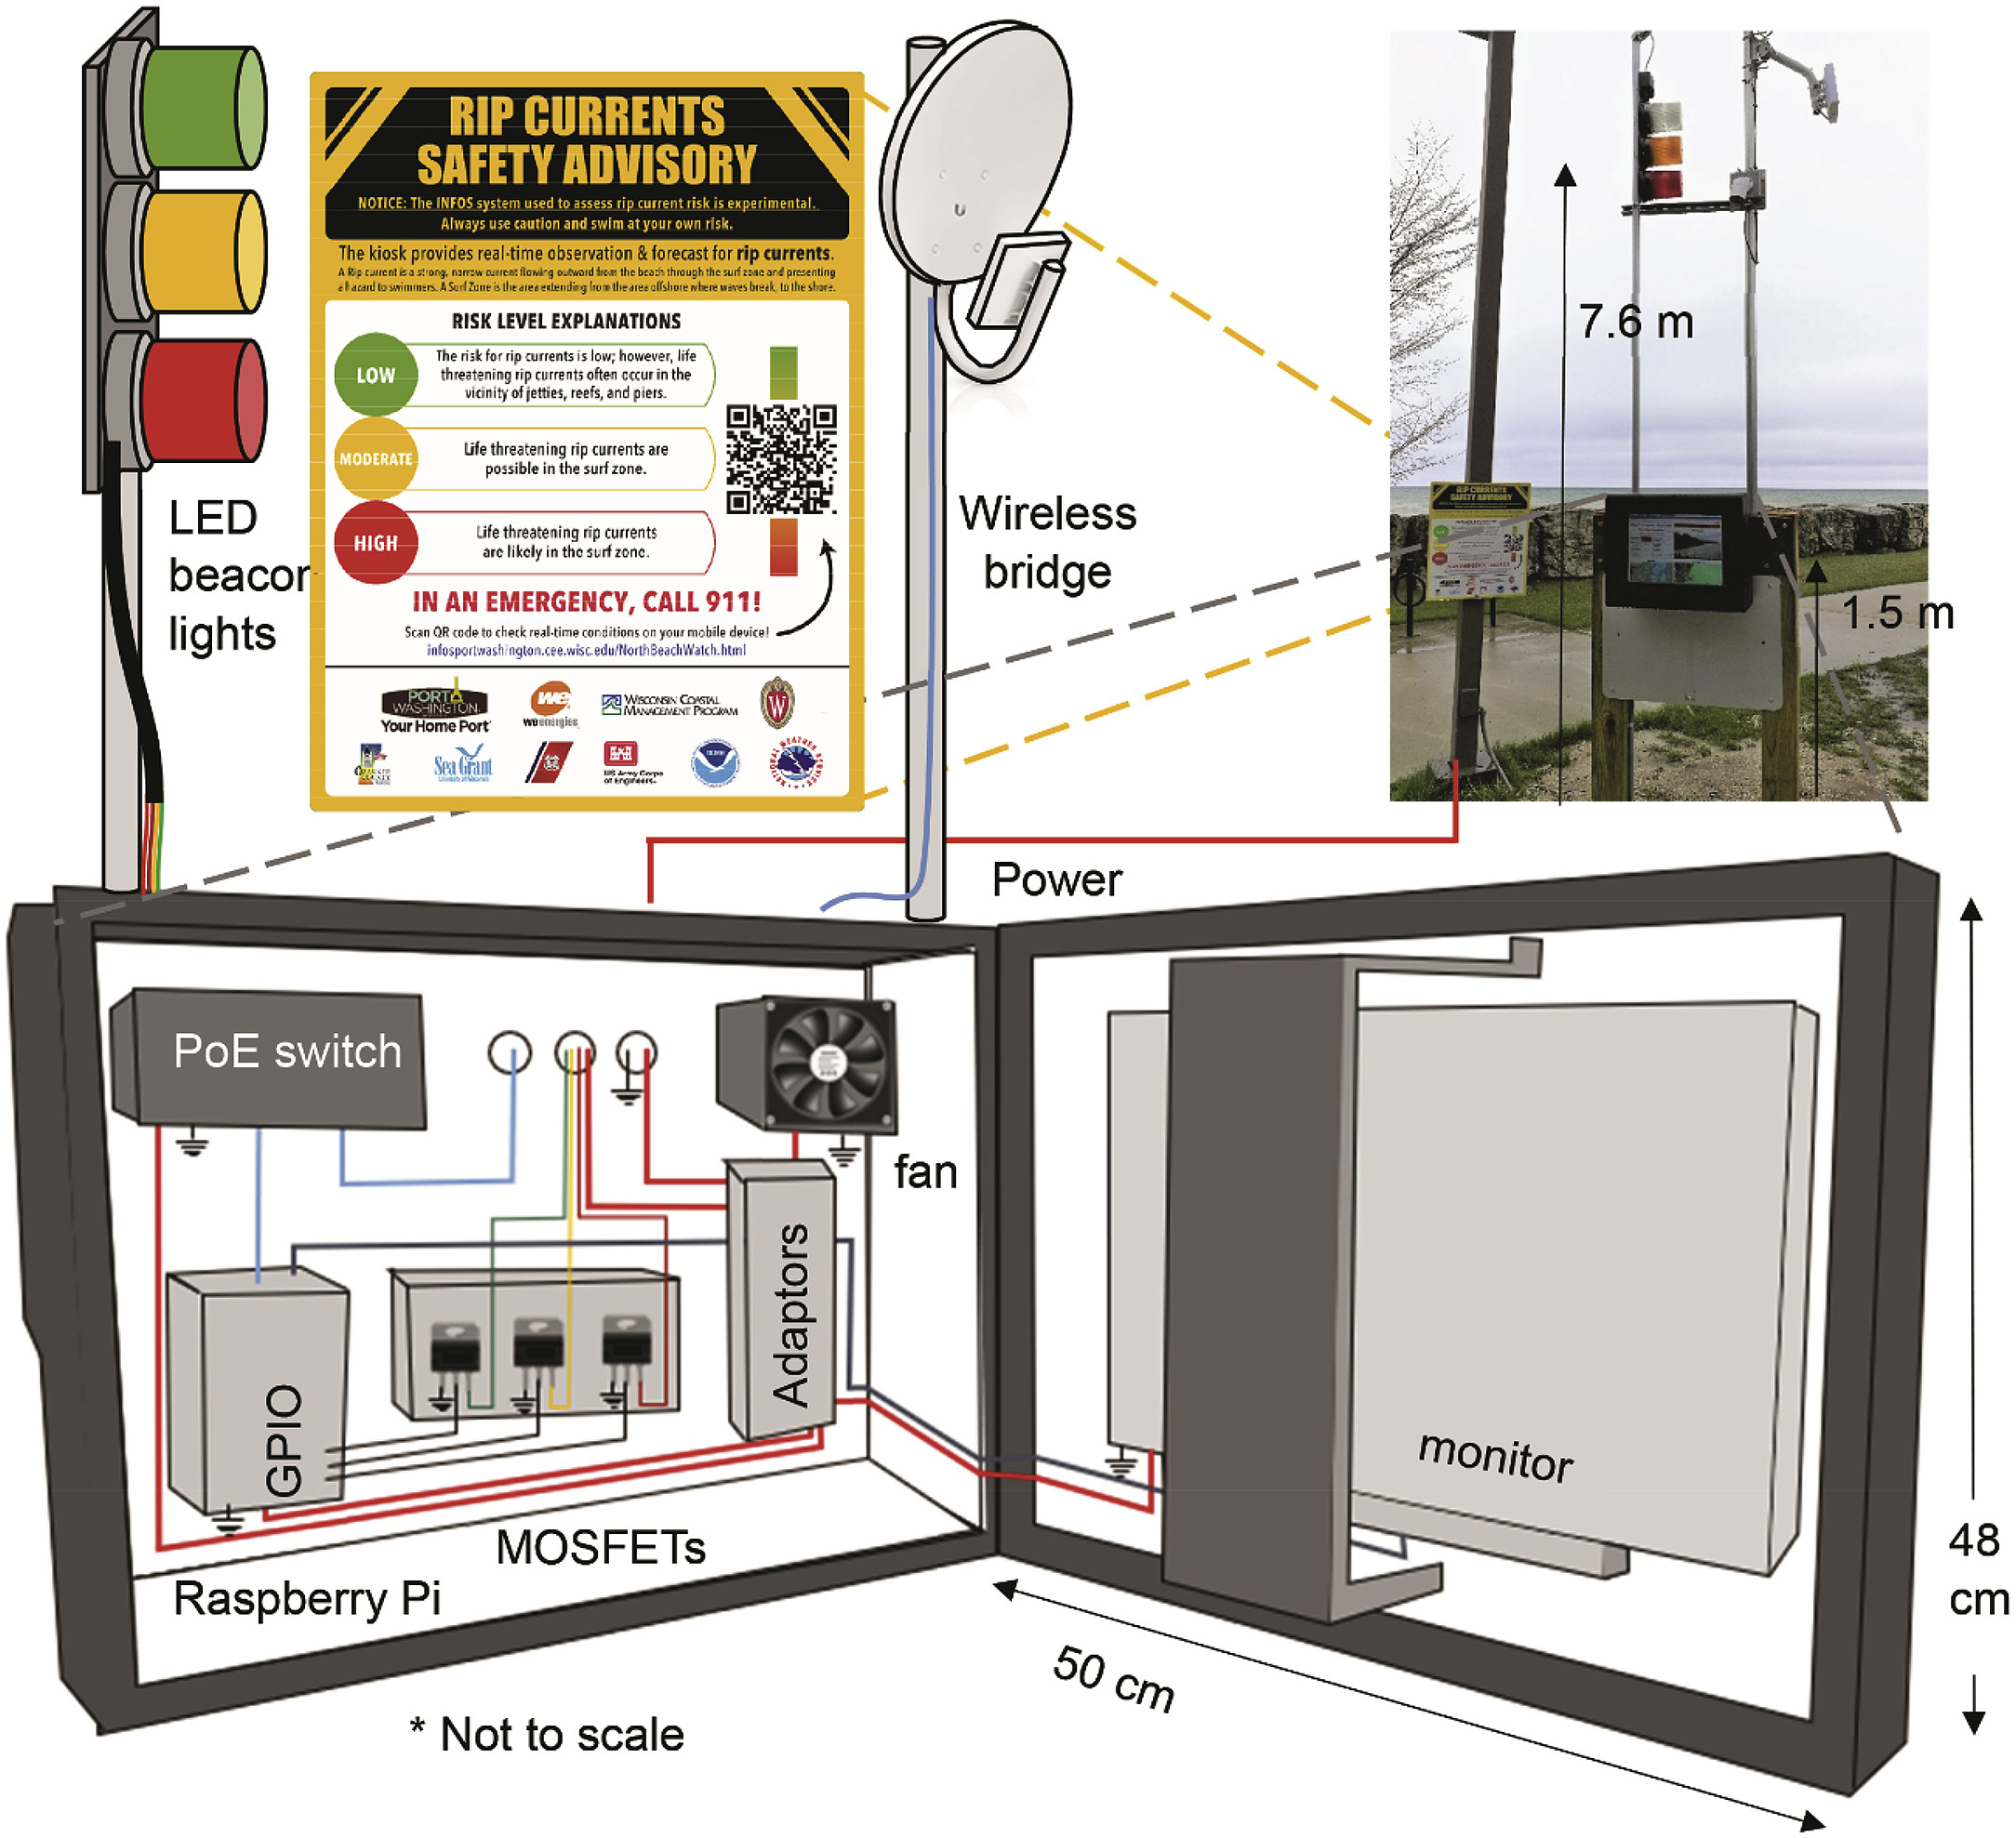 RIP CURRENTS
SAFETY ADVISORY
NOTICE: The INFOS system used to assess rip current risk is experimental.
Always use caution and swim at your own risk.
The kiosk provides real-time observation & forecast for rip currents.
A Rip current is a strong, narrow current flowing outward from the beach through the surf zone and presenting
a hazard to swimmers. A Surf Zone is the area extending from the area offshore where waves break, to the shore.
RISK LEVEL EXPLANATIONS
LOW
The risk for rip currents is low; however, life
threatening rip currents often occur in the
vicinity of jetties, reefs, and piers.
MODERATE
Life threatening rip currents are
possible in the surf zone.
HIGH
Life threatening rip currents
are likely in the surf zone.
IN AN EMERGENCY, CALL 911!
Scan QR code to check real-time conditions on your mobile device!
infosportwashington.cee.wisc.edu/NorthBeachWatch.html
PORT
WASHINGTON
Your Home Port
we
we energies
WISCONSIN COASTAL
MANAGEMENT PROGRAM
W
Sea Grant
US Army Corps
of Engineers
LED
beacon
lights
Wireless
bridge
7.6 m
RIP CURRENTS
SAFETY ADVISORY
1.5 m
Power
PoE switch
fan
Adaptors
GPIO
MOSFETs
Raspberry Pi
monitor
48
cm
50 cm
* Not to scale